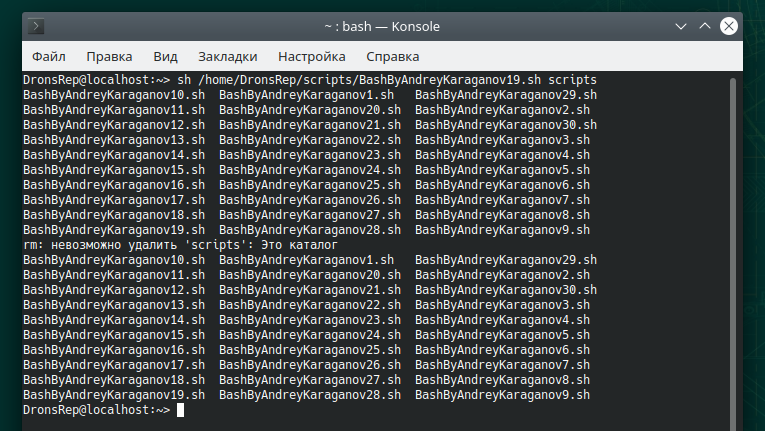 ~ : bash — Konsole
Файл Правка Вид Закладки Настройка Справка
DronsRep@localhost:~> sh /home/DronsRep/scripts/BashByAndreyKaraganov19.sh scripts
BashByAndreyKaraganov10.sh BashByAndreyKaraganov1.sh BashByAndreyKaraganov29.sh
BashByAndreyKaraganov11.sh BashByAndreyKaraganov20.sh BashByAndreyKaraganov2.sh
BashByAndreyKaraganov12.sh BashByAndreyKaraganov21.sh BashByAndreyKaraganov30.sh
BashByAndreyKaraganov13.sh BashByAndreyKaraganov22.sh BashByAndreyKaraganov3.sh
BashByAndreyKaraganov14.sh BashByAndreyKaraganov23.sh BashByAndreyKaraganov4.sh
BashByAndreyKaraganov15.sh BashByAndreyKaraganov24.sh BashByAndreyKaraganov5.sh
BashByAndreyKaraganov16.sh BashByAndreyKaraganov25.sh BashByAndreyKaraganov6.sh
BashByAndreyKaraganov17.sh BashByAndreyKaraganov26.sh BashByAndreyKaraganov7.sh
BashByAndreyKaraganov18.sh BashByAndreyKaraganov27.sh BashByAndreyKaraganov8.sh
BashByAndreyKaraganov19.sh BashByAndreyKaraganov28.sh BashByAndreyKaraganov9.sh
rm: невозможно удалить 'scripts': Это каталог
BashByAndreyKaraganov10.sh BashByAndreyKaraganov1.sh BashByAndreyKaraganov29.sh
BashByAndreyKaraganov11.sh BashByAndreyKaraganov20.sh BashByAndreyKaraganov2.sh
BashByAndreyKaraganov12.sh BashByAndreyKaraganov21.sh BashByAndreyKaraganov30.sh
BashByAndreyKaraganov13.sh BashByAndreyKaraganov22.sh BashByAndreyKaraganov3.sh
BashByAndreyKaraganov14.sh BashByAndreyKaraganov23.sh BashByAndreyKaraganov4.sh
BashByAndreyKaraganov15.sh BashByAndreyKaraganov24.sh BashByAndreyKaraganov5.sh
BashByAndreyKaraganov16.sh BashByAndreyKaraganov25.sh BashByAndreyKaraganov6.sh
BashByAndreyKaraganov17.sh BashByAndreyKaraganov26.sh BashByAndreyKaraganov7.sh
BashByAndreyKaraganov18.sh BashByAndreyKaraganov27.sh BashByAndreyKaraganov8.sh
BashByAndreyKaraganov19.sh BashByAndreyKaraganov28.sh BashByAndreyKaraganov9.sh
DronsRep@localhost:~>